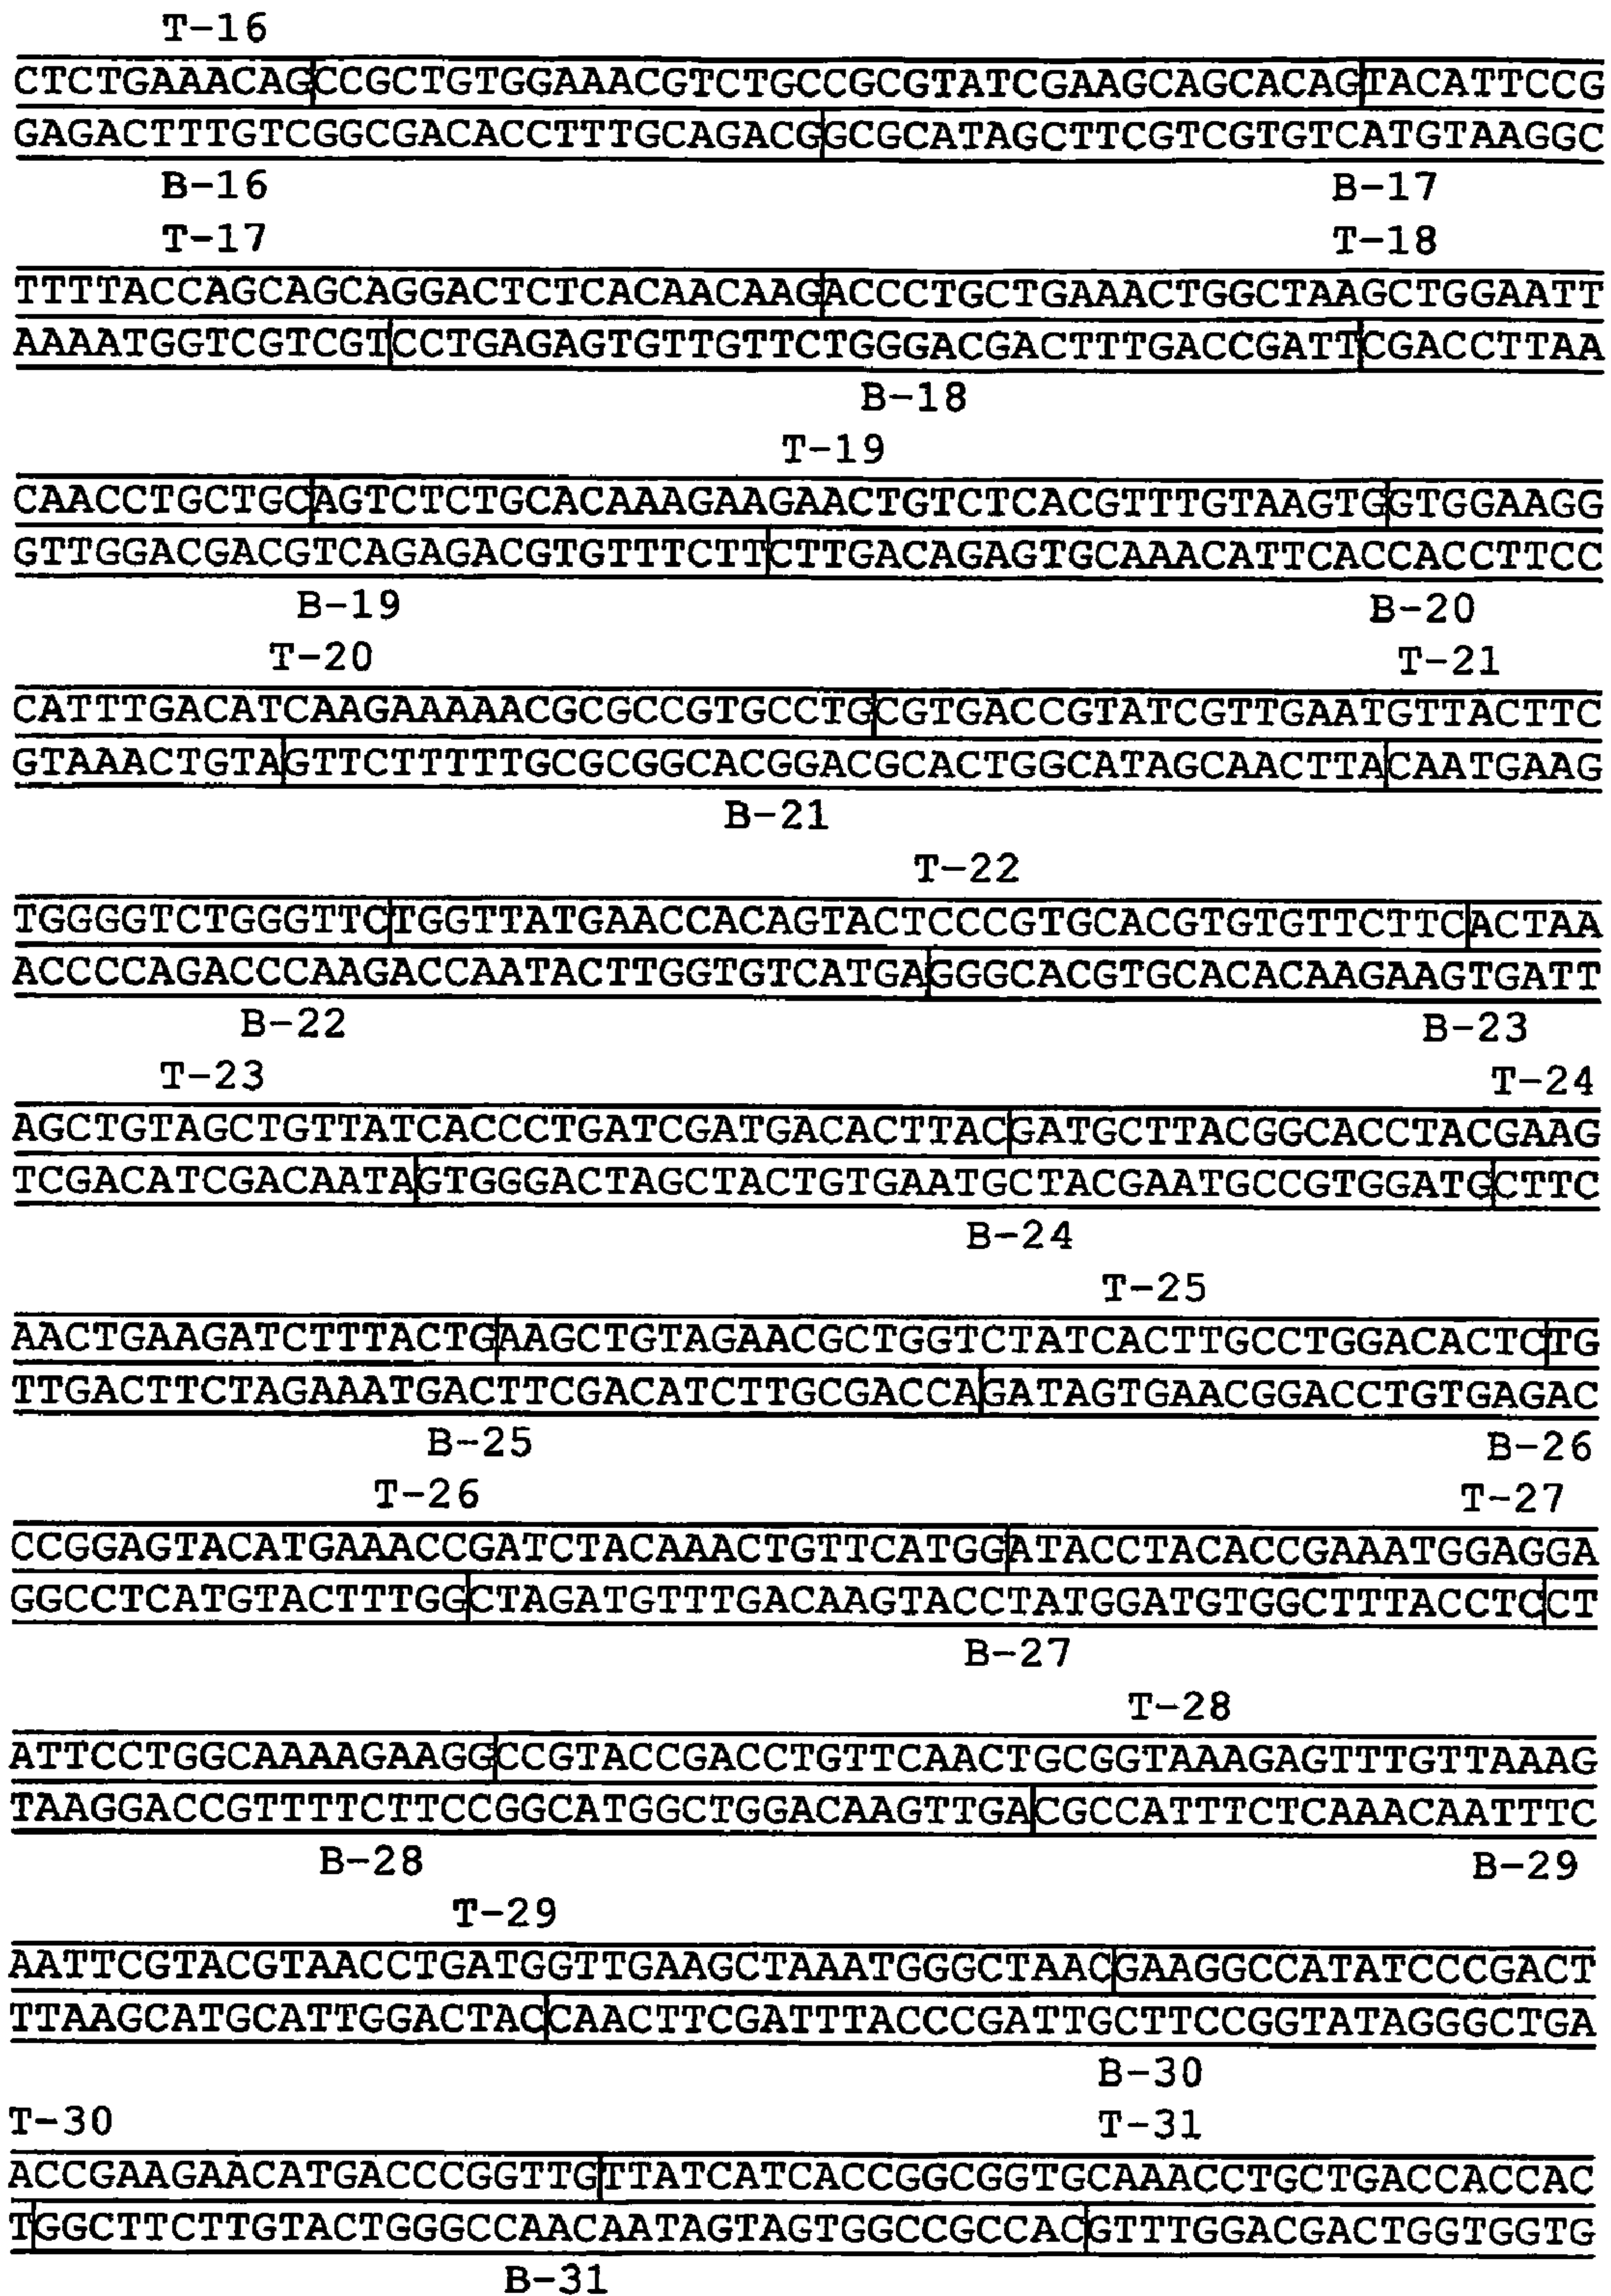 T-16
CTCTGAAACAGCCGCTGTGGAAACGTCTGCCGCGTATCGAAGCAGCACAGTACATTCCG
GAGACTTTGTCGGCGACACCTTTGCAGACGGCGCATAGCTTCGTCGTGTCATGTAAGGC
B-16 B-17
T-17 T-18
TTTTACCAGCAGCAGGACTCTCACAACAAGACCCTGCTGAAACTGGCTAAGCTGGAATT
AAAATGGTCGTCGTCCTGAGAGTGTTGTTCTGGGACGACTTTGACCGATTCGACCTTAA
B-18
T-19
CAACCTGCTGCAGTCTCTGCACAAAGAAGAACTGTCTCACGTTTGTAAGTGGTGGAAGG
GTTGGACGACGTCAGAGACGTGTTTCTTCTTGACAGAGTGCAAACATTCACCACCTTCC
B-19 B-20
T-20 T-21
CATTTGACATCAAGAAAAACGCGCCGTGCCTGCGTGACCGTATCGTTGAATGTTACTTC
GTAAACTGTAGTTCTTTTTGCGCGGCACGGACGCACTGGCATAGCAACTTACAATGAAG
B-21
T-22
TGGGGTCTGGGTTCTGGTTATGAACCACAGTACTCCCGTGCACGTGTGTTCTTCACTAA
ACCCCAGACCCAAGACCAATACTTGGTGTCATGAGGGCACGTGCACACAAGAAGTGATT
B-22 B-23
T-23 T-24
AGCTGTAGCTGTTATCACCCTGATCGATGACACTTACGATGCTTACGGCACCTACGAAG
TCGACATCGACAATAGTGGGACTAGCTACTGTGAATGCTACGAATGCCGTGGATGCTTC
B-24
T-25
AACTGAAGATCTTTACTGAAGCTGTAGAACGCTGGTCTATCACTTGCCTGGACACTCTG
TTGACTTCTAGAAATGACTTCGACATCTTGCGACCAGATAGTGAACGGACCTGTGAGAC
B-25 B-26
T-26 T-27
CCGGAGTACATGAAACCGATCTACAAACTGTTCATGGATACCTACACCGAAATGGAGGA
GGCCTCATGTACTTTGGCTAGATGTTTGACAAGTACCTATGGATGTGGCTTTACCTCCT
B-27
T-28
ATTCCTGGCAAAAGAAGGCCGTACCGACCTGTTCAACTGCGGTAAAGAGTTTGTTAAAG
TAAGGACCGTTTTCTTCCGGCATGGCTGGACAAGTTGACGCCATTTCTCAAACAATTTC
B-28 B-29
T-29
AATTCGTACGTAACCTGATGGTTGAAGCTAAATGGGCTAACGAAGGCCATATCCCGACT
TTAAGCATGCATTGGACTACCAACTTCGATTTACCCGATTGCTTCCGGTATAGGGCTGA
B-30
T-30 T-31
ACCGAAGAACATGACCCGGTTGTTATCATCACCGGCGGTGCAAACCTGCTGACCACCAC
TGGCTTCTTGTACTGGGCCAACAATAGTAGTGGCCGCCACGTTTGGACGACTGGTGGTG
B-31